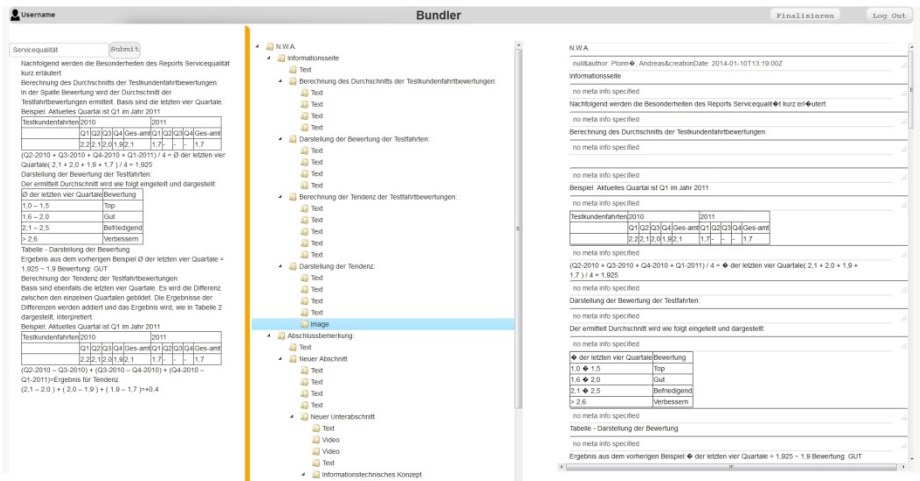 Username
Bundler
Finalisieren
Log Out
Servicequalität
Submit
Nachfolgend werden die Besonderheiten des Reports Servicequalität
kurz erläutert.
Berechnung des Durchschnitts der Testkundenfahrtbewertungen:
In der Spalte Bewertung wird der Durchschnitt der
Testfahrtbewertungen ermittelt. Basis sind die letzten vier Quartale.
Beispiel: Aktuelles Quartal ist Q1 im Jahr 2011
Testkundenfahrten 2010 2011
Q1 Q2 Q3 Q4 Ges-amt Q1 Q2 Q3 Q4 Ges-amt
2,2 2,1 2,0 1,9 2,1 1,7 - - - 1,7
(Q2-2010 + Q3-2010 + Q4-2010 + Q1-2011) / 4 = Ø der letzten vier
Quartale( 2,1 + 2,0 + 1,9 + 1,7 ) / 4 = 1,925
Darstellung der Bewertung der Testfahrten:
Der ermittelt Durchschnitt wird wie folgt eingeteilt und dargestellt:
Ø der letzten vier Quartale Bewertung
1,0 – 1,5 Top
1,6 – 2,0 Gut
2,1 – 2,5 Befriedigend
> 2,6 Verbessern
Tabelle - Darstellung der Bewertung
Ergebnis aus dem vorherigen Beispiel:Ø der letzten vier Quartale =
1,925 ~ 1,9 Bewertung: GUT
Berechnung der Tendenz der Testfahrtbewertungen:
Basis sind ebenfalls die letzten vier Quartale. Es wird die Differenz
zwischen den einzelnen Quartalen gebildet. Die Ergebnisse der
Differenzen werden addiert und das Ergebnis wird, wie in Tabelle 2
dargestellt, interpretiert.
Beispiel: Aktuelles Quartal ist Q1 im Jahr 2011
Testkundenfahrten 2010 2011
Q1 Q2 Q3 Q4 Ges-amt Q1 Q2 Q3 Q4 Ges-amt
2,2 2,1 2,0 1,9 2,1 1,7 - - - 1,7
(Q2-2010 – Q3-2010) + (Q3-2010 – Q4-2010) + (Q4-2010 –
Q1-2011)=Ergebnis für Tendenz
(2,1 – 2,0 ) + ( 2,0 – 1,9 ) + ( 1,9 – 1,7 )=+0,4
N.W.A.
Informationsseite
Text
Berechnung des Durchschnitts der Testkundenfahrtbewertungen:
Text
Text
Text
Text
Darstellung der Bewertung der Testfahrten:
Text
Text
Text
Text
Berechnung der Tendenz der Testfahrtbewertungen:
Text
Text
Text
Text
Darstellung der Tendenz:
Text
Text
Text
Text
Image
Abschlussbemerkung:
Text
Neuer Abschnitt
Text
Text
Text
Neuer Unterabschnitt
Text
Video
Video
Text
Informationstechnisches Konzept
N.W.A.
null&author: Plonn�, Andreas&creationDate: 2014-01-10T13:19:00Z
Informationsseite
no meta info specified
Nachfolgend werden die Besonderheiten des Reports Servicequalit�t kurz erl�utert.
no meta info specified
Berechnung des Durchschnitts der Testkundenfahrtbewertungen:
no meta info specified
no meta info specified
Beispiel: Aktuelles Quartal ist Q1 im Jahr 2011
no meta info specified
Testkundenfahrten 2010 2011
Q1 Q2 Q3 Q4 Ges-amt Q1 Q2 Q3 Q4 Ges-amt
2,2 2,1 2,0 1,9 2,1 1,7 - - - 1,7
no meta info specified
(Q2-2010 + Q3-2010 + Q4-2010 + Q1-2011) / 4 = � der letzten vier Quartale( 2,1 + 2,0 + 1,9 +
1,7 ) / 4 = 1,925
no meta info specified
Darstellung der Bewertung der Testfahrten:
no meta info specified
Der ermittelt Durchschnitt wird wie folgt eingeteilt und dargestellt:
no meta info specified
� der letzten vier Quartale Bewertung
1,0 � 1,5 Top
1,6 � 2,0 Gut
2,1 � 2,5 Befriedigend
> 2,6 Verbessern
no meta info specified
Tabelle - Darstellung der Bewertung
no meta info specified
Ergebnis aus dem vorherigen Beispiel:� der letzten vier Quartale = 1,925 ~ 1,9 Bewertung: GUT